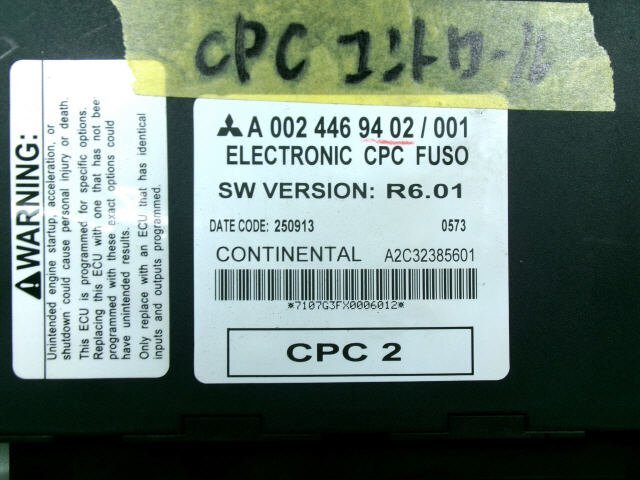 CPC コントロール
A 002 446 94 02 / 001
ELECTRONIC CPC FUSO
SW VERSION: R6.01
DATE CODE: 250913 0573
CONTINENTAL A2C32385601
*7107G3FX0006012*
CPC 2
WARNING:
Unintended engine startup, acceleration, or
shutdown could cause personal injury or death.
This ECU is programmed for specific options.
Replacing this ECU with one that has not bee
programmed with these exact options could
have unintended results.
Only replace with an ECU that has identical
inputs and outputs programmed.